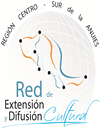 REGIÓN CENTRO - SUR de la ANUIES
Red de
Extensión
y Difusión Cultural